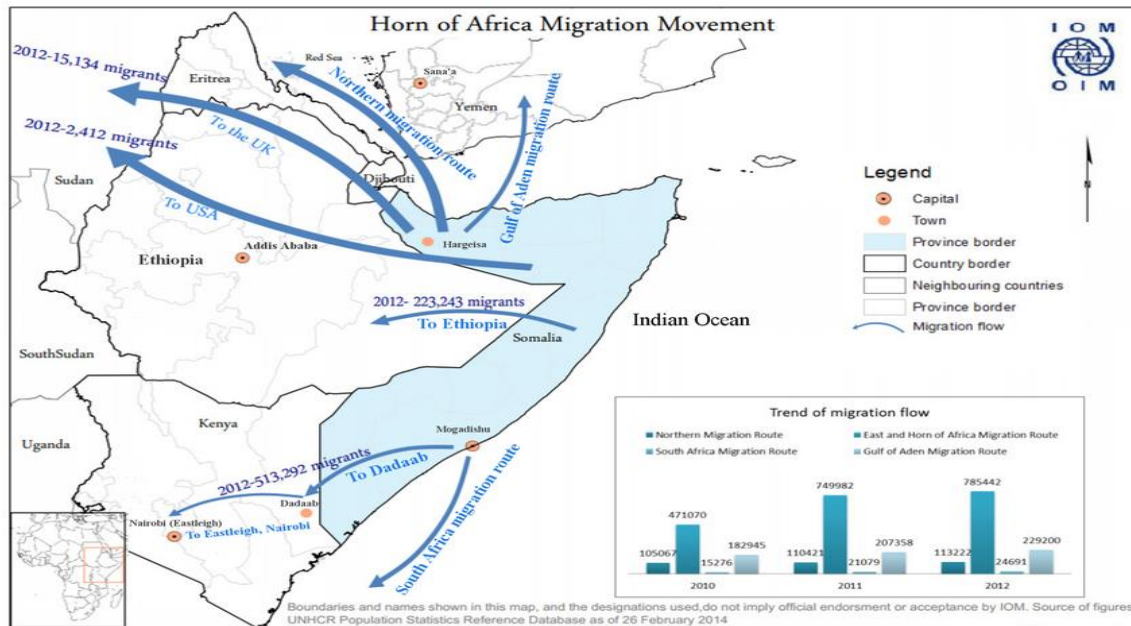 Horn of Africa Migration Movement
IOM
OIM
2012-15,134 migrants
Red Sea
Sana'a
Eritrea
Northern migration route
Yemen
To the UK
Gulf of Aden migration route
2012-2,412 migrants
Djibouti
Sudan
To USA
Hargeisa
Addis Ababa
Ethiopia
N
Legend
Capital
Town
Province border
Country border
Neighbouring countries
Province border
Migration flow
2012- 223,243 migrants
To Ethiopia
Indian Ocean
Somalia
SouthSudan
Kenya
Uganda
Mogadishu
2012-513,292 migrants
To Dadaab
Dadaab
Nairobi (Eastleigh)
To Eastleigh, Nairobi
South Africa migration route
Trend of migration flow
Northern Migration Route
East and Horn of Africa Migration Route
South Africa Migration Route
Gulf of Aden Migration Route
105067 471070 15276 182945
110421 749982 21079 207358
113222 785442 24691 229200
2010 2011 2012
Boundaries and names shown in this map, and the designations used,do not imply official endorsment or acceptance by IOM. Source of figures
UNHCR Population Statistics Reference Database as of 26 February 2014